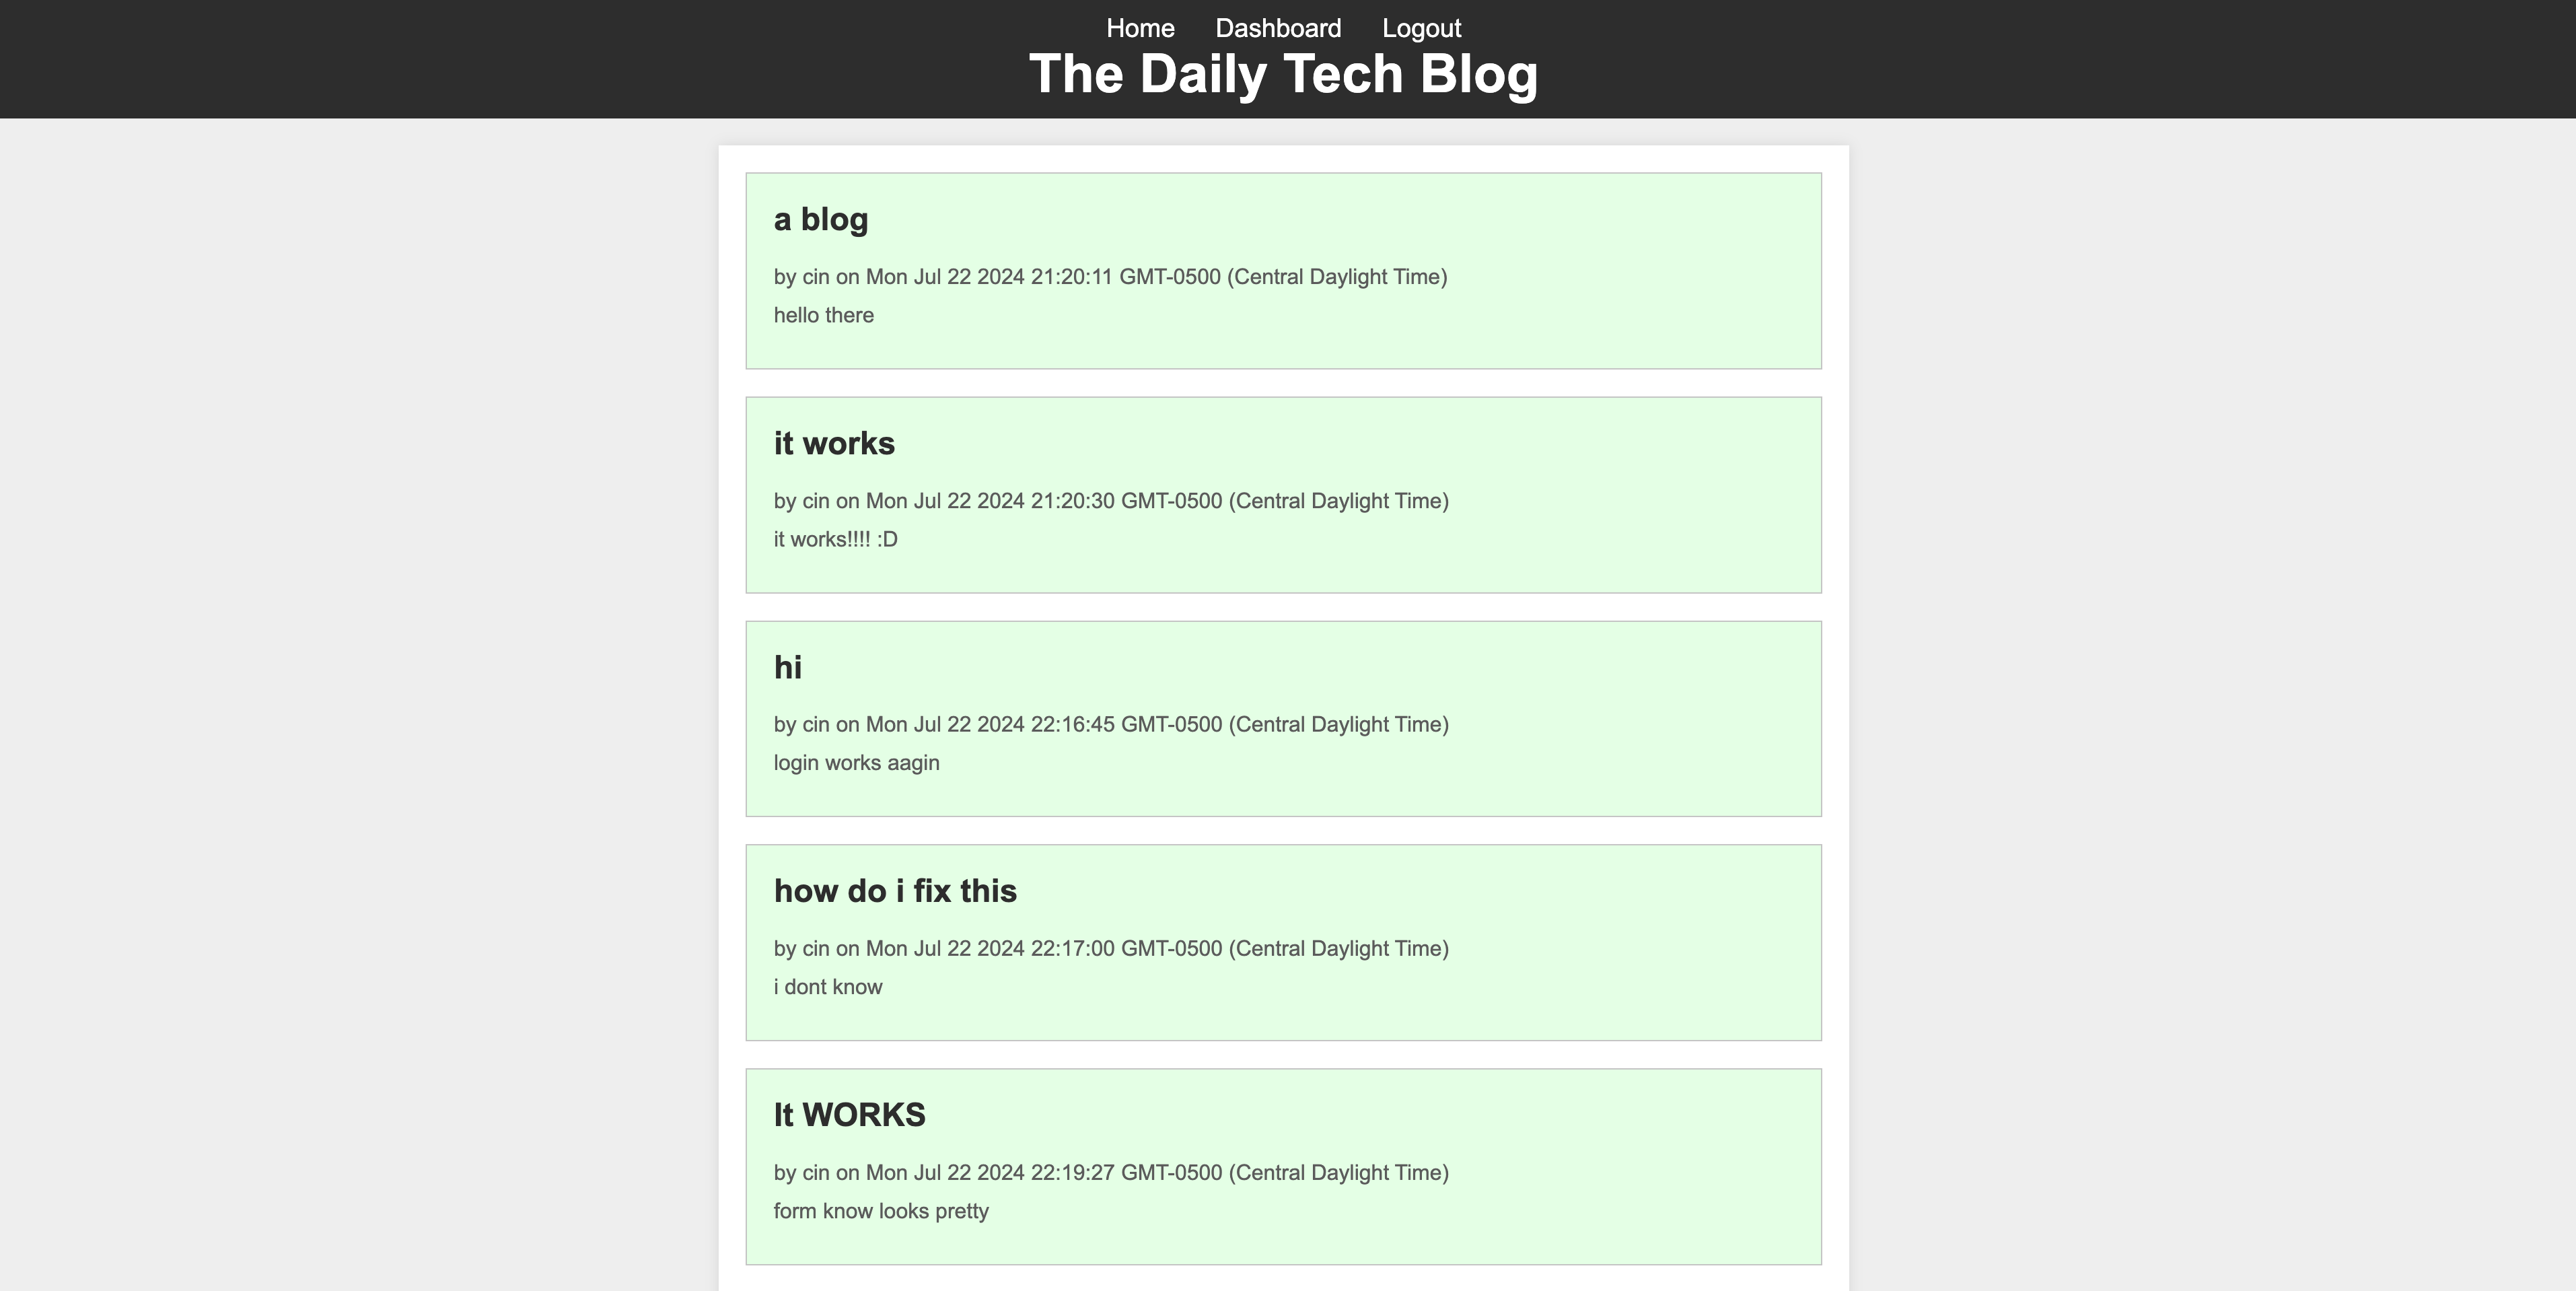 Home Dashboard Logout
The Daily Tech Blog
a blog
by cin on Mon Jul 22 2024 21:20:11 GMT-0500 (Central Daylight Time)
hello there
it works
by cin on Mon Jul 22 2024 21:20:30 GMT-0500 (Central Daylight Time)
it works!!!! :D
hi
by cin on Mon Jul 22 2024 22:16:45 GMT-0500 (Central Daylight Time)
login works aagin
how do i fix this
by cin on Mon Jul 22 2024 22:17:00 GMT-0500 (Central Daylight Time)
i dont know
It WORKS
by cin on Mon Jul 22 2024 22:19:27 GMT-0500 (Central Daylight Time)
form know looks pretty